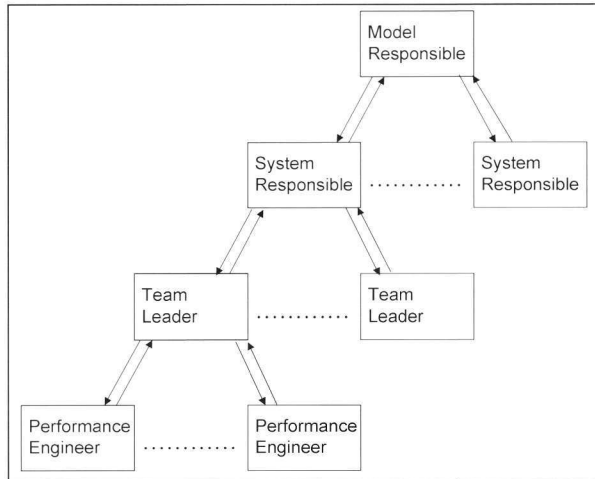 Model
Responsible
System
Responsible
System
Responsible
Team
Leader
Team
Leader
Performance
Engineer
Performance
Engineer